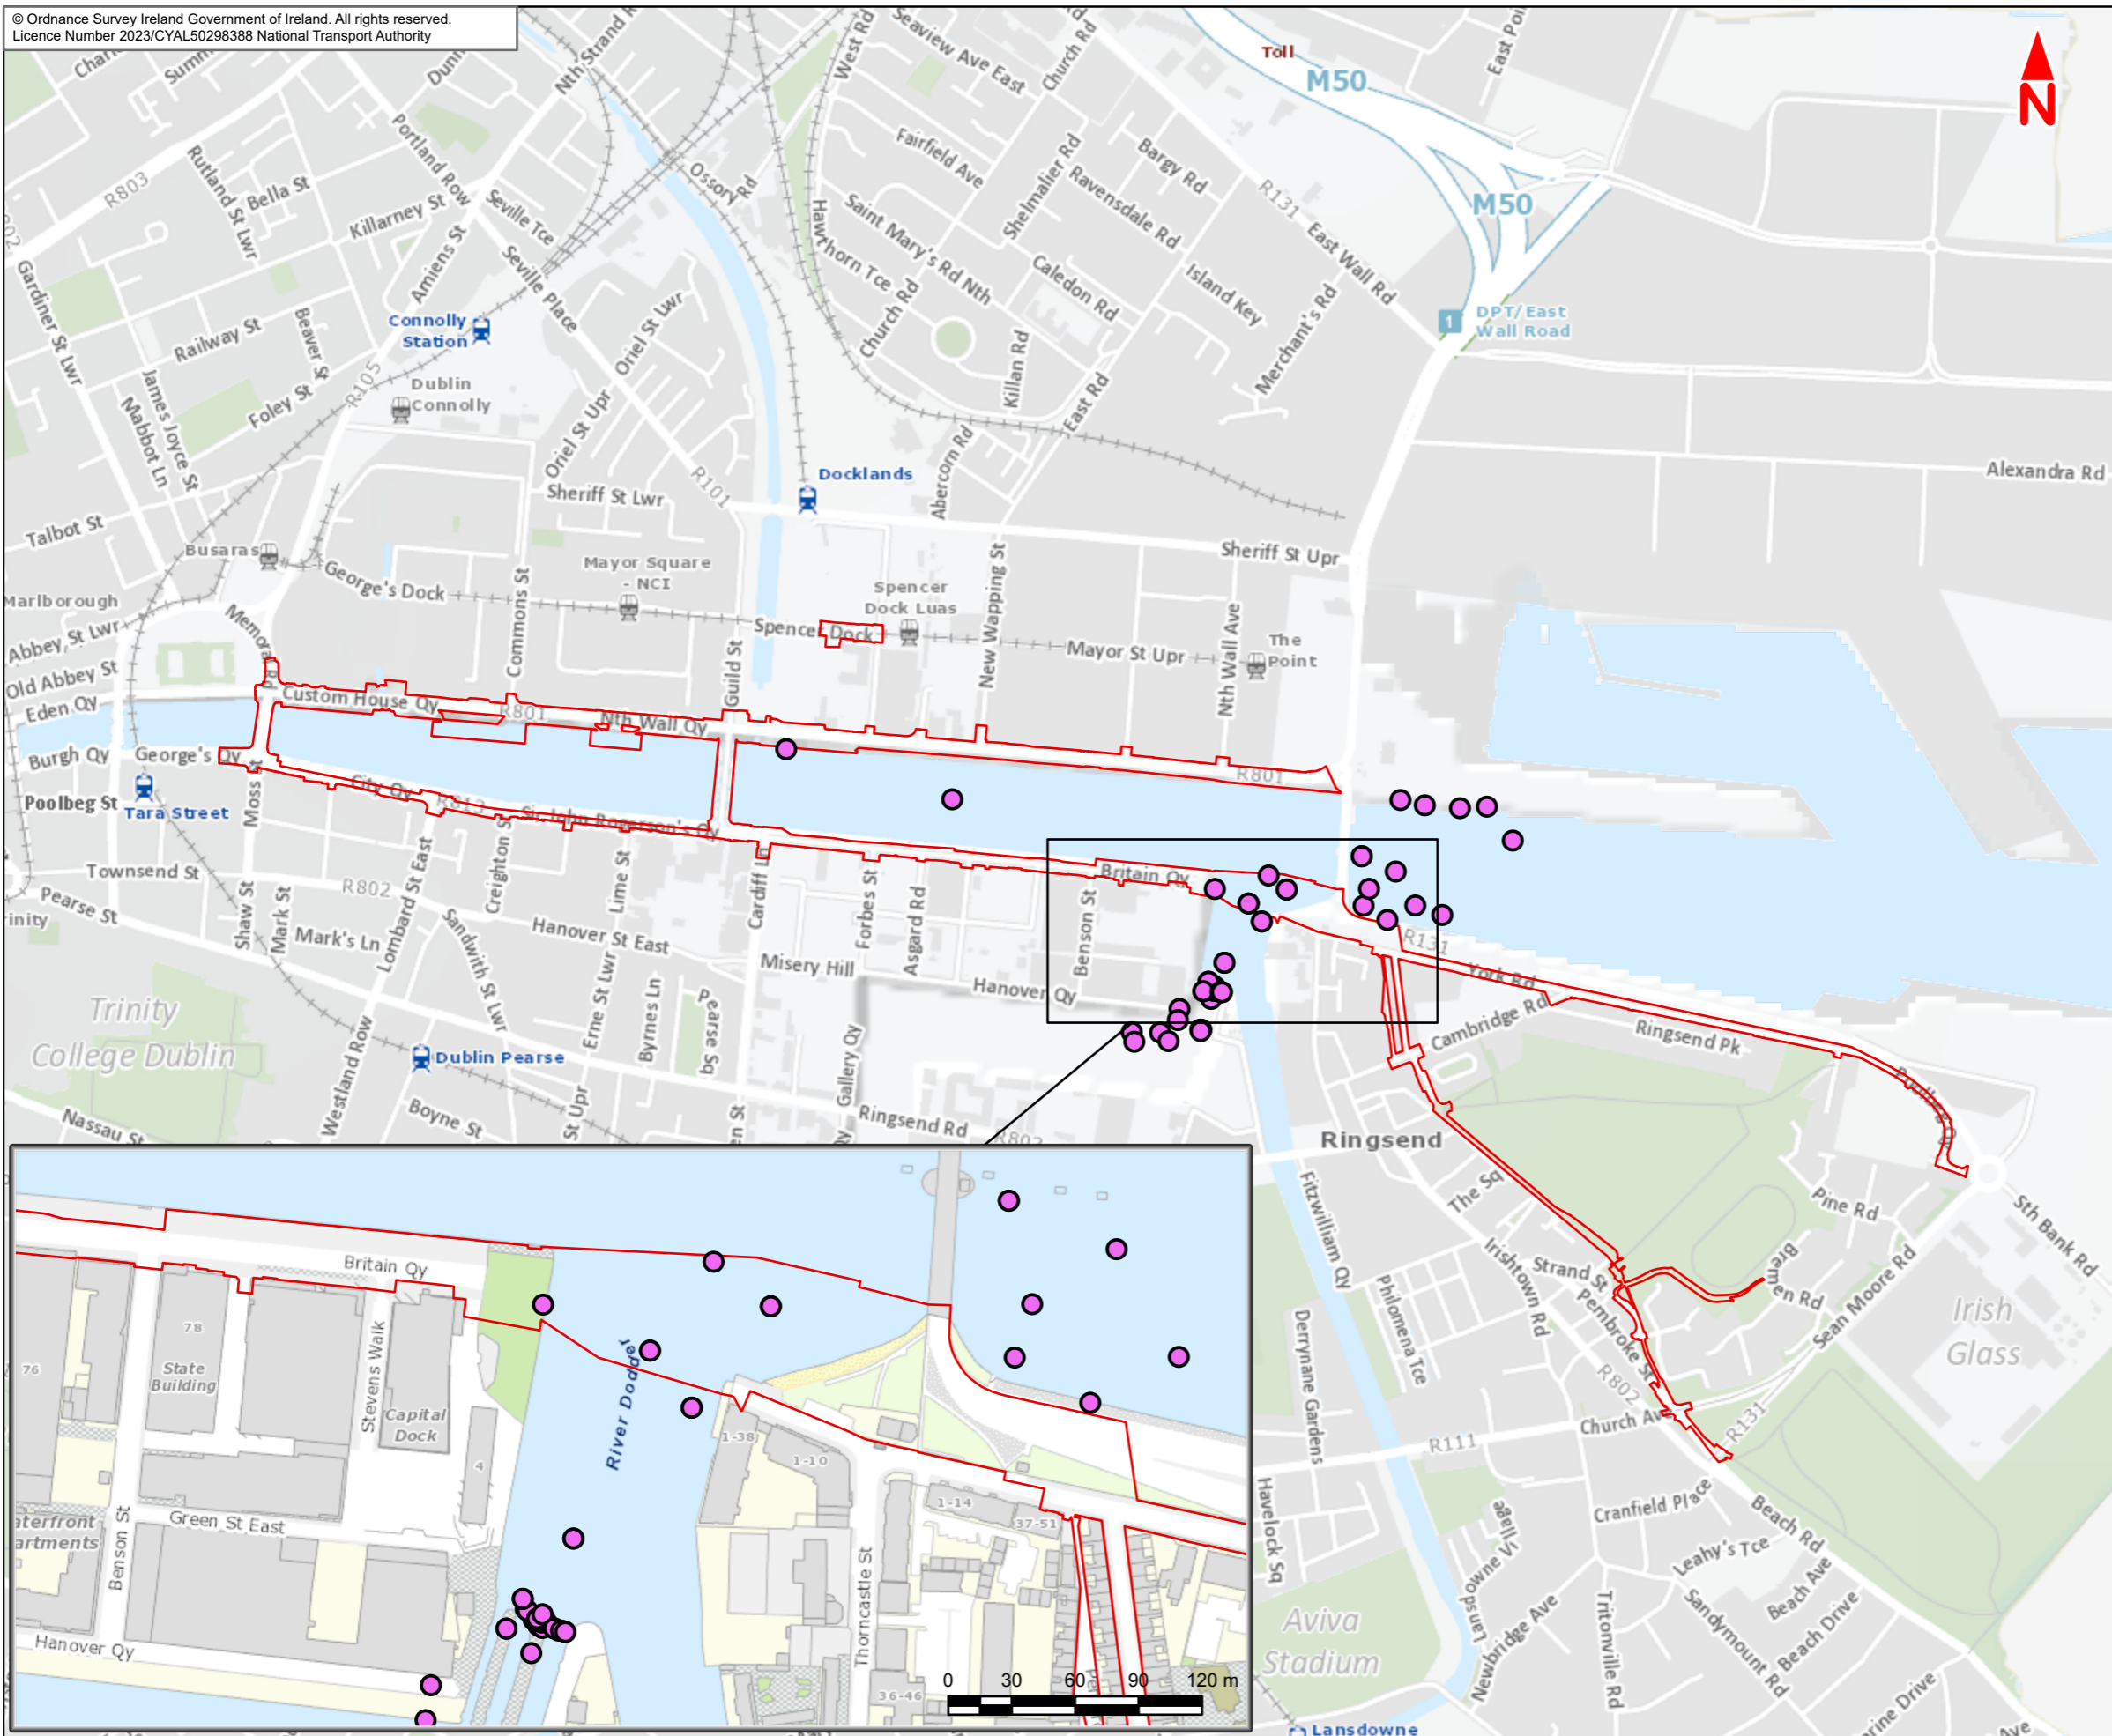 © Ordnance Survey Ireland Government of Ireland. All rights reserved.
Licence Number 2023/CYAL50298388 National Transport Authority
N
Nth Strand R
West Rd
Seaview Ave East
Church Rd
Toll
M50
East Poi
Portland Row
Rutland St Lwr
Bella St
R803
Killarney St
Seville Tce
Amiens St
Ossory Rd
Fairfield Ave
Shelmalier Rd
Bargy Rd
Ravensdale Rd
R131
East Wall Rd
M50
Hawthorn Tce
Saint Mary's Rd Nth
Caledon Rd
Island Key
Church Rd
Merchant's Rd
Gardiner St Lwr
Seville Place
Connolly
Station
Railway St
Beaver St
Oriel St Lwr
1
DPT/East
Wall Road
Killan Rd
East Rd
James Joyce St
Mabbot Ln
Foley St
R105
Dublin
Connolly
Oriel St Upr
R101
Docklands
Abercorn Rd
Alexandra Rd
Talbot St
Sheriff St Lwr
Sheriff St Upr
Busaras
George's Dock
Commons St
Mayor Square
- NCI
Spencer
Dock Luas
Spencer Dock
New Wapping St
Mayor St Upr
Nth Wall Ave
The
Point
Marlborough
Abbey St Lwr
Old Abbey St
Eden Qy
Custom House Qy
R801
Nth Wall Qy
Guild St
R801
Burgh Qy
George's Qy
Moss St
City Qy
R813
Sir John Rogerson's Qy
Poolbeg St
Tara Street
Townsend St
Pearse St
R802
Shaw St
Mark St
Mark's Ln
Lombard St East
Creighton St
Lime St
Cardiff Ln
Forbes St
Asgard Rd
Britain Qy
Benson St
Sandwith St Lwr
Hanover St East
Misery Hill
Hanover Qy
R131
York Rd
Cambridge Rd
Ringsend Pk
Trinity
College Dublin
Westland Row
Dublin Pearse
Erne St Lwr
Byrnes Ln
Pearse Sq
Gallery Qy
Boyne St
St Upr
Ringsend Rd
R802
Nassau St
Ringsend
The Sq
Fitzwilliam Qy
Irishtown Rd
Strand St
Pembroke St
Philomena Tce
Derrynane Gardens
Pine Rd
Bremen Rd
Sean Moore Rd
Sth Bank Rd
Irish
Glass
R802
Church Ave
R131
R111
Havelock Sq
Cranfield Place
Beach Rd
Leahy's Tce
Beach Ave
Beach Drive
Sandymount Rd
Tritonville Rd
Newbridge Ave
Lansdowne Village
Aviva
Stadium
Lansdowne
Britain Qy
78
State
Building
76
Stevens Walk
Capital
Dock
4
River Dodder
1-38
1-10
1-14
37-51
Green St East
Benson St
Hanover Qy
Thorncastle St
36-46
0 30 60 90 120 m